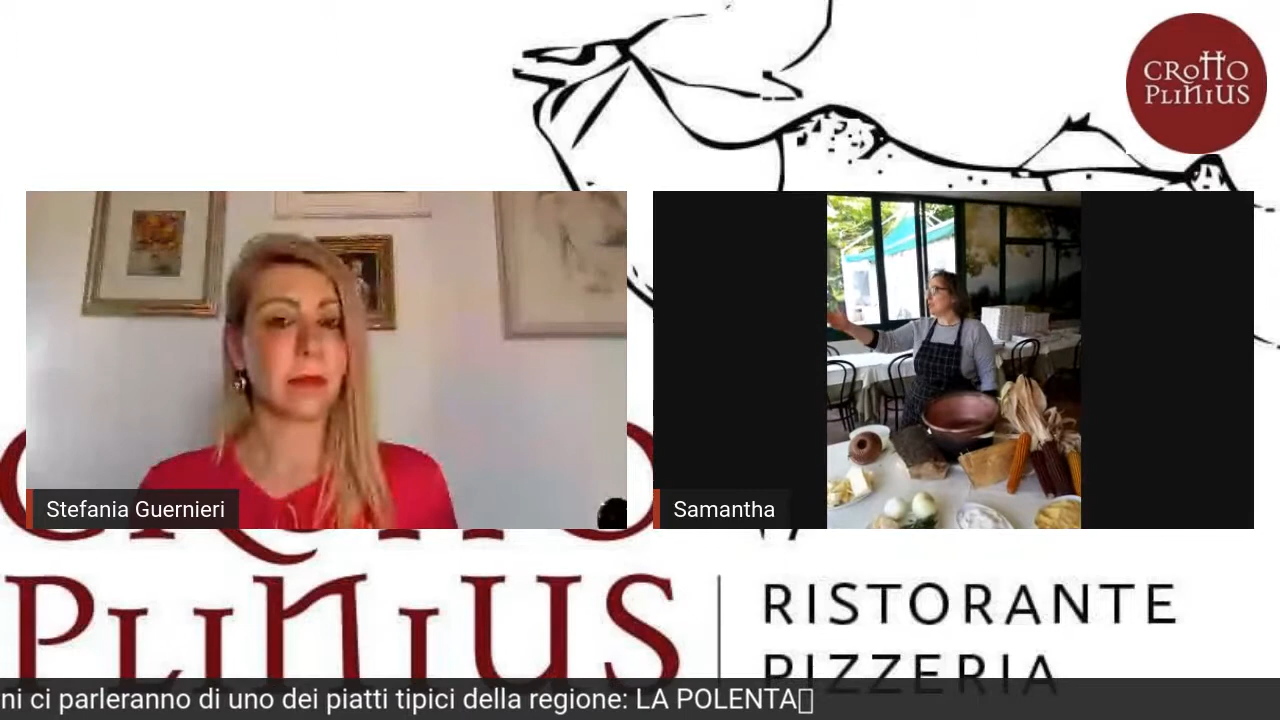 CROTTO
PLINIUS
Stefania Guernieri
Samantha
PLINIUS
RISTORANTE
PIZZERIA
ni ci parleranno di uno dei piatti tipici della regione: LA POLENTA